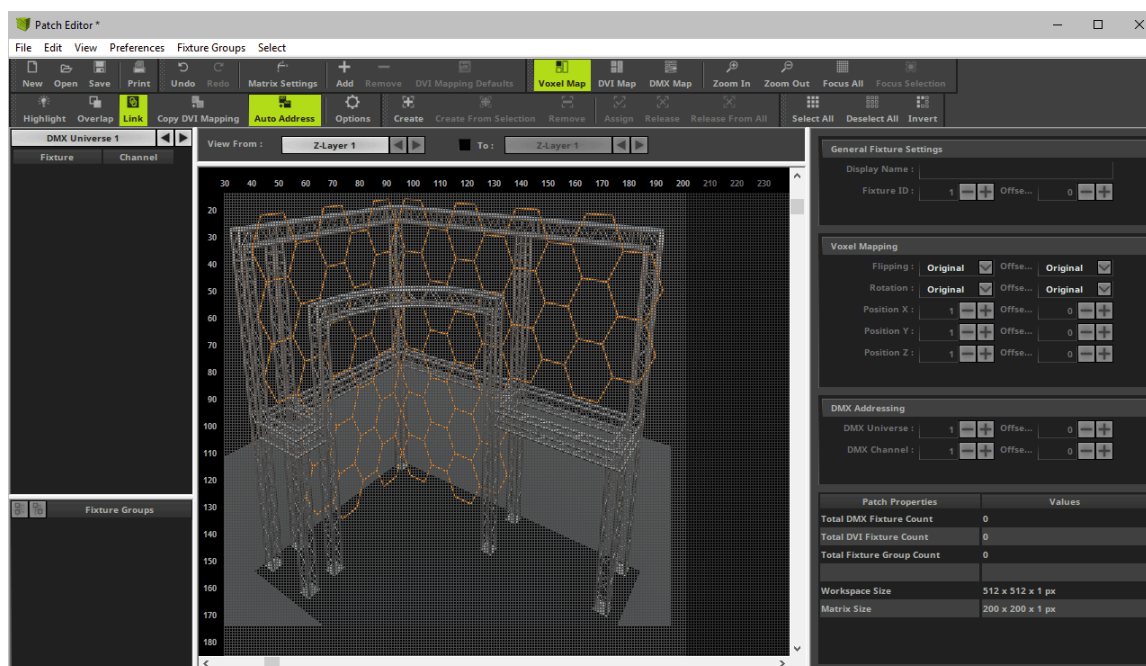 Patch Editor *
File Edit View Preferences Fixture Groups Select
New Open Save Print Undo Redo Matrix Settings Add Remove DVI Mapping Defaults Voxel Map DVI Map DMX Map Zoom In Zoom Out Focus All Focus Selection
Highlight Overlap Link Copy DVI Mapping Auto Address Options Create Create From Selection Remove Assign Release Release From All Select All Deselect All Invert
DMX Universe 1
Fixture Channel
Fixture Groups
View From : Z-Layer 1 To : Z-Layer 1
30 40 50 60 70 80 90 100 110 120 130 140 150 160 170 180 190 200 210 220 230
20
30
40
50
60
70
80
90
100
110
120
130
140
150
160
170
180
General Fixture Settings
Display Name :
Fixture ID : 1 Offse... 0
Voxel Mapping
Flipping : Original Offse... Original
Rotation : Original Offse... Original
Position X : 1 Offse... 0
Position Y : 1 Offse... 0
Position Z : 1 Offse... 0
DMX Addressing
DMX Universe : 1 Offse... 0
DMX Channel : 1 Offse... 0
Patch Properties Values
Total DMX Fixture Count 0
Total DVI Fixture Count 0
Total Fixture Group Count 0
Workspace Size 512 x 512 x 1 px
Matrix Size 200 x 200 x 1 px